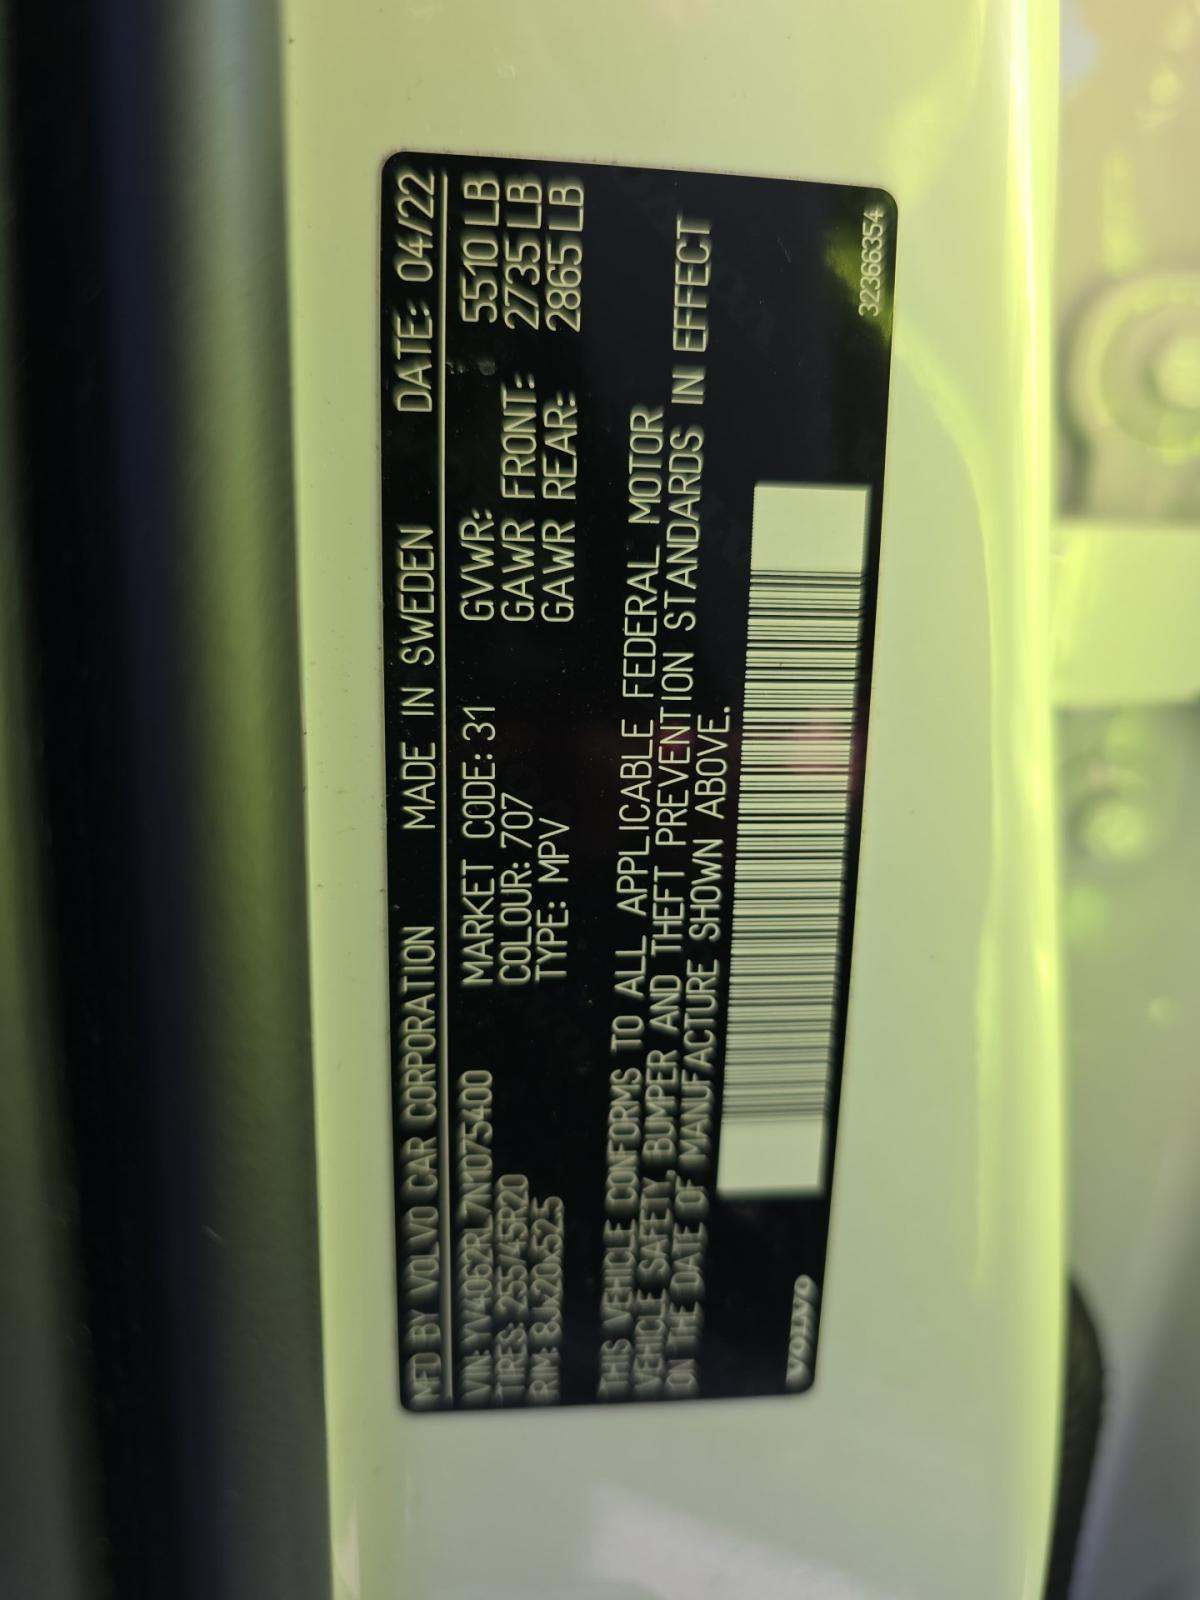 MFD BY VOLVO CAR CORPORATION MADE IN SWEDEN DATE: 04/22
VIN: YV4062RL7N1075400 MARKET CODE: 31 GVWR: 5510 LB
TIRES: 255/45R20 COLOUR: 707 GAWR FRONT: 2735 LB
RIM: 8Jx20x52.5 TYPE: MPV GAWR REAR: 2865 LB
THIS VEHICLE CONFORMS TO ALL APPLICABLE FEDERAL MOTOR
VEHICLE SAFETY, BUMPER AND THEFT PREVENTION STANDARDS IN EFFECT
ON THE DATE OF MANUFACTURE SHOWN ABOVE.
VOLVO 32366354